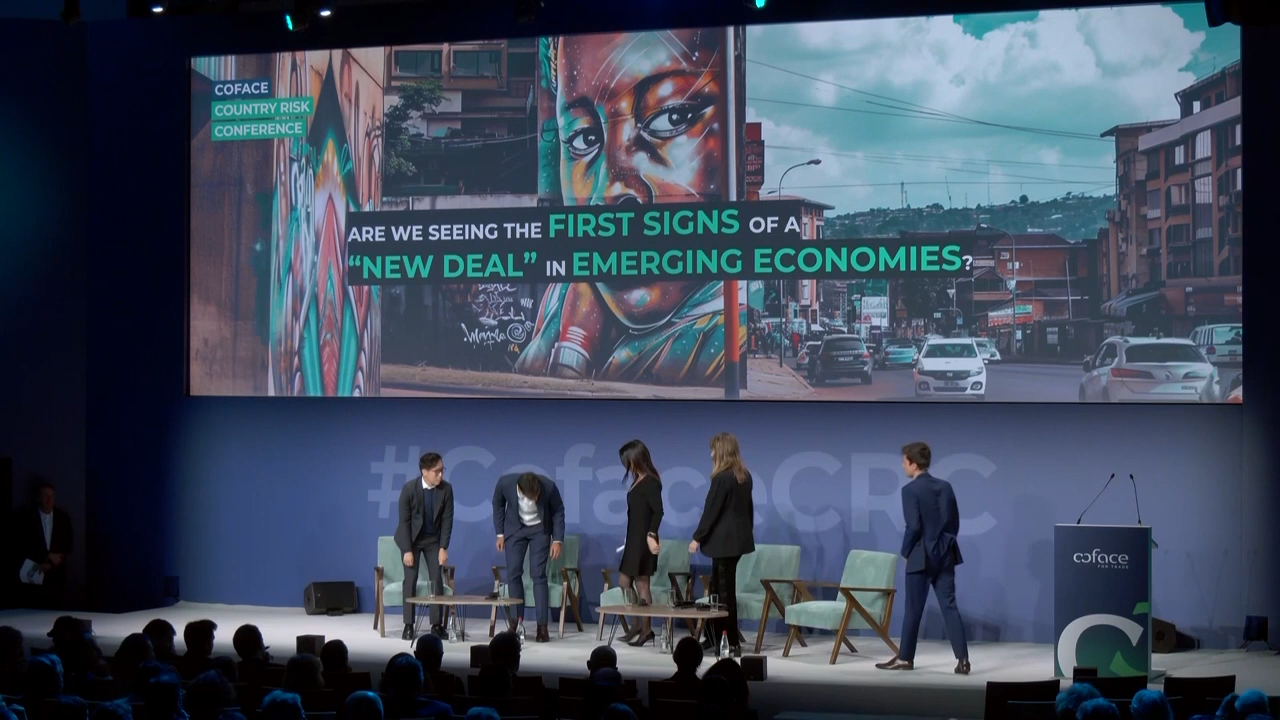 COFACE
COUNTRY RISK
CONFERENCE
ARE WE SEEING THE FIRST SIGNS OF A
“NEW DEAL” IN EMERGING ECONOMIES?
#CofaceCRC
coface
FOR TRADE